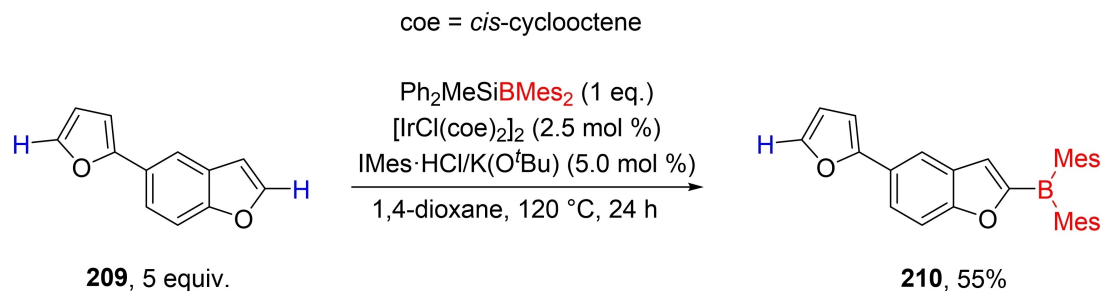 coe = cis-cyclooctene
Ph₂MeSiBMes₂ (1 eq.)
[IrCl(coe)₂]₂ (2.5 mol %)
IMes·HCl/K(OᵗBu) (5.0 mol %)
1,4-dioxane, 120 °C, 24 h
H
O
O
H
H
O
O
B
Mes
Mes
209, 5 equiv.
210, 55%